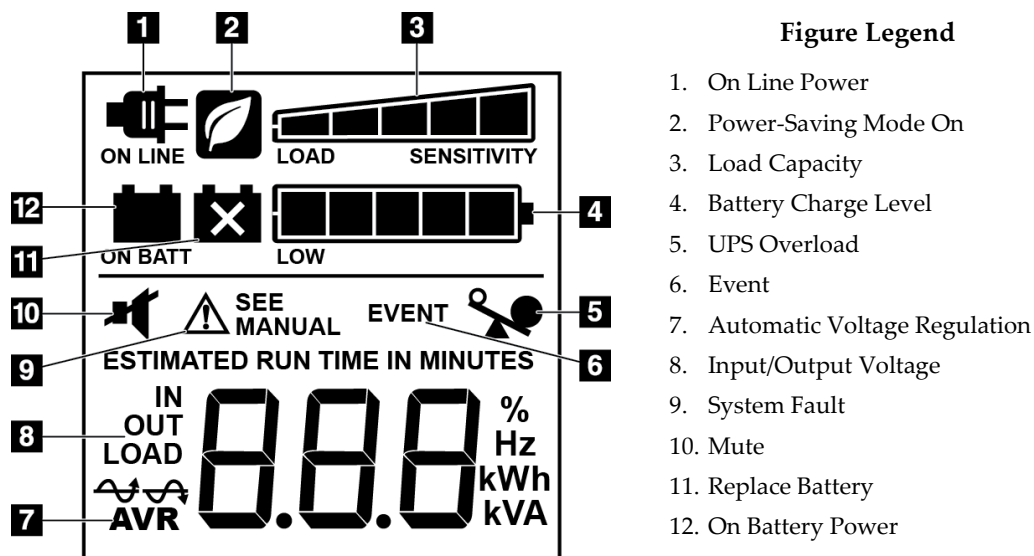 1
2
3
ON LINE
LOAD SENSITIVITY
12
4
11
ON BATT
LOW
10
SEE
MANUAL
EVENT
5
9
6
ESTIMATED RUN TIME IN MINUTES
IN
OUT
LOAD
8
8.8.8
%
Hz
kWh
kVA
7
AVR
Figure Legend
1. On Line Power
2. Power-Saving Mode On
3. Load Capacity
4. Battery Charge Level
5. UPS Overload
6. Event
7. Automatic Voltage Regulation
8. Input/Output Voltage
9. System Fault
10. Mute
11. Replace Battery
12. On Battery Power